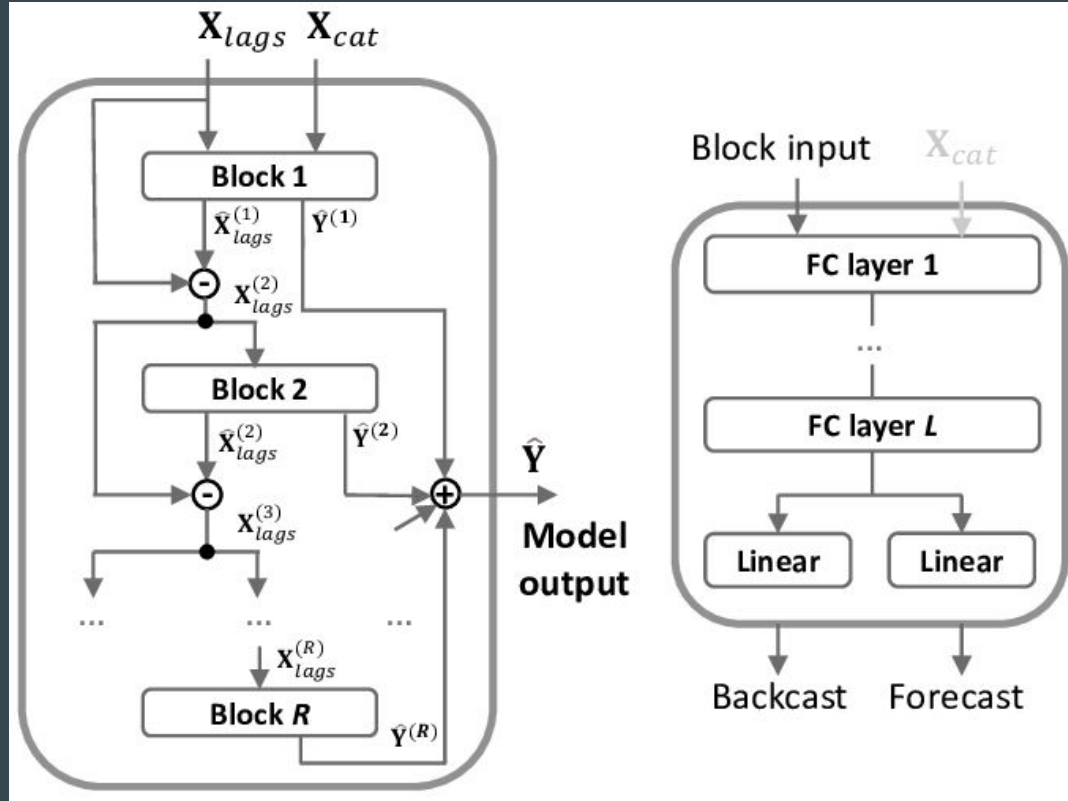 X_lags X_cat
Block 1
X̂_lags^(1) Ŷ^(1)
-
X_lags^(2)
Block 2
X̂_lags^(2) Ŷ^(2)
-
+
X_lags^(3)
... ... ...
X_lags^(R)
Block R
Ŷ^(R)
Ŷ
Model
output
Block input X_cat
FC layer 1
...
FC layer L
Linear Linear
Backcast Forecast